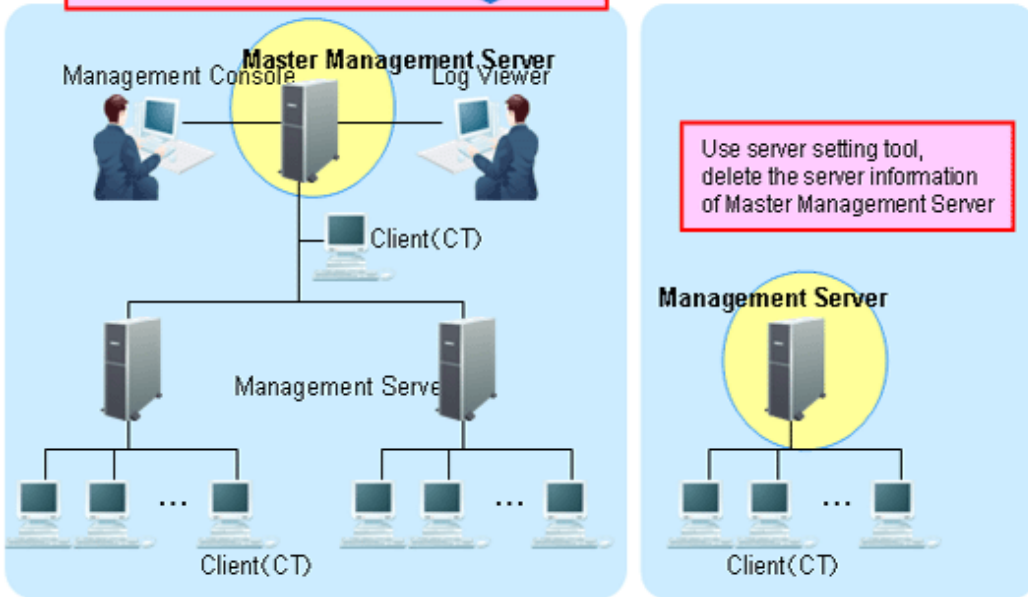 Master Management Server
Management Console
Log Viewer
Client(CT)
Management Server
...
...
Client(CT)
Use server setting tool,
delete the server information
of Master Management Server
Management Server
...
Client(CT)